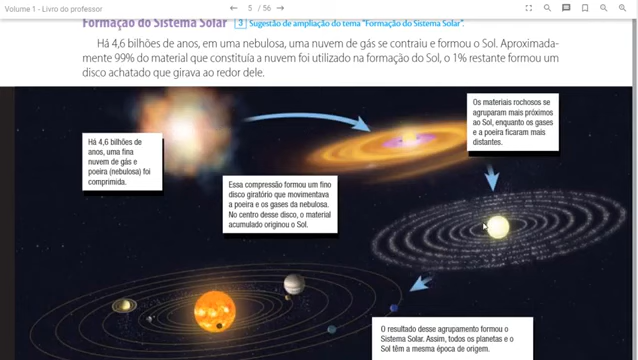 Volume 1 - Livro do professor
5 / 56
Formação do Sistema Solar 3 Sugestão de ampliação do tema "Formação do Sistema Solar".
Há 4,6 bilhões de anos, em uma nebulosa, uma nuvem de gás se contraiu e formou o Sol. Aproximada-
mente 99% do material que constituía a nuvem foi utilizado na formação do Sol, o 1% restante formou um
disco achatado que girava ao redor dele.
Os materiais rochosos se
agruparam mais próximos
ao Sol, enquanto os gases
e a poeira ficaram mais
distantes.
Há 4,6 bilhões de
anos, uma fina
nuvem de gás e
poeira (nebulosa) foi
comprimida.
Essa compressão formou um fino
disco giratório que movimentava
a poeira e os gases da nebulosa.
No centro desse disco, o material
acumulado originou o Sol.
O resultado desse agrupamento formou o
Sistema Solar. Assim, todos os planetas e o
Sol têm a mesma época de origem.